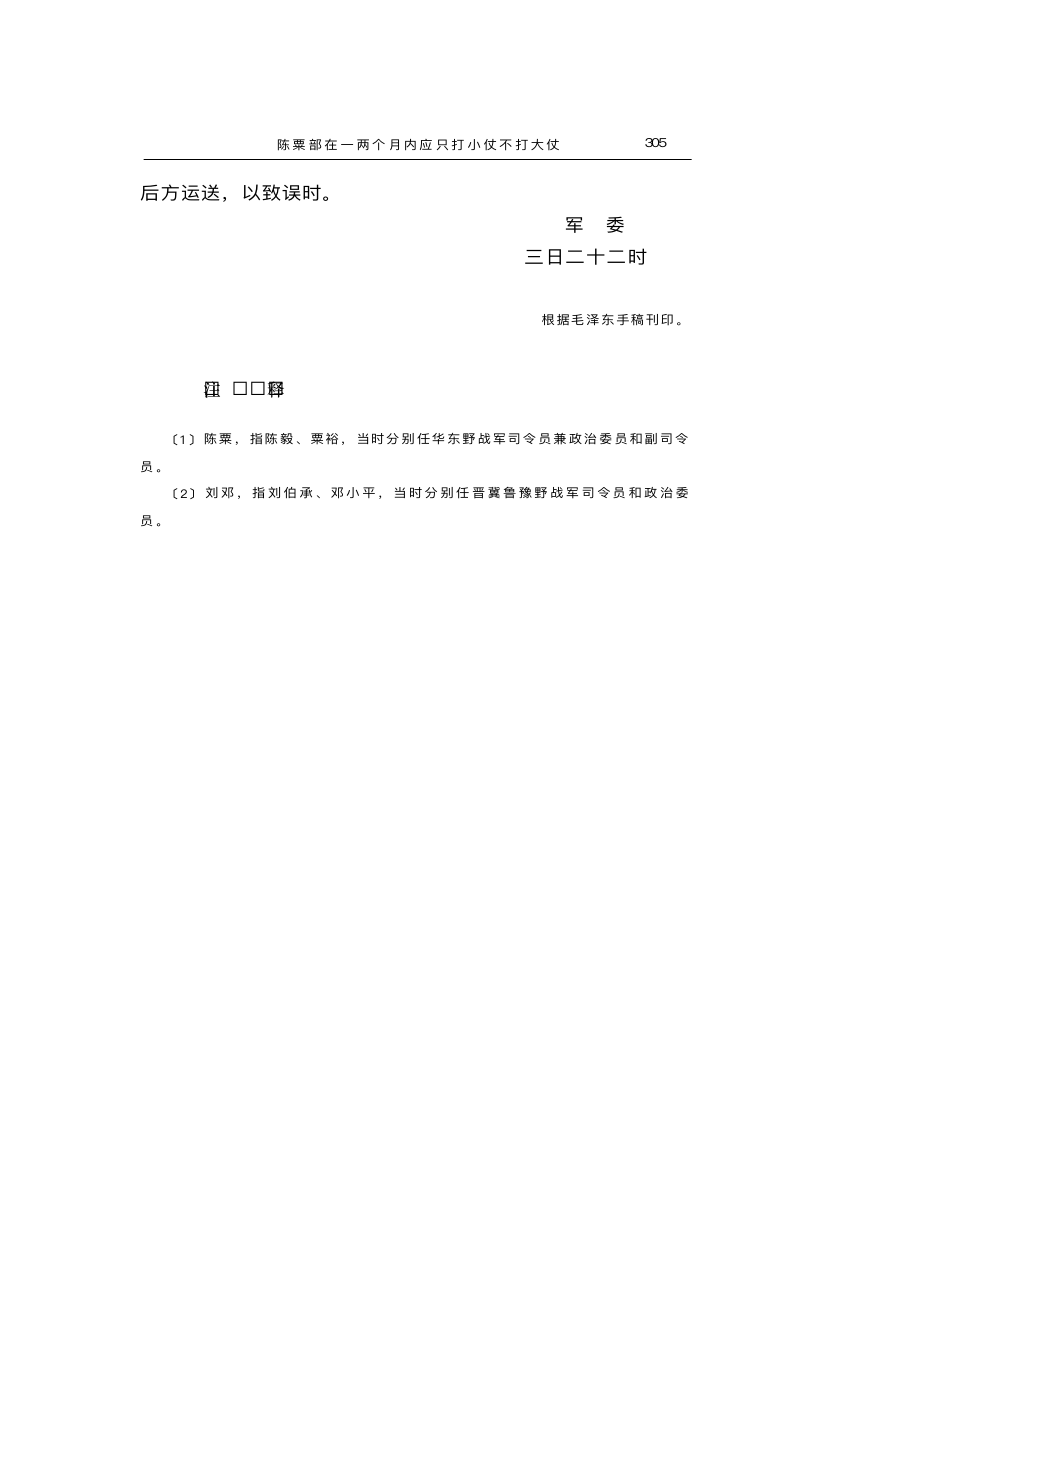 陈粟部在一两个月内应只打小仗不打大仗 305
后方运送，以致误时。
军 委
三日二十二时
根据毛泽东手稿刊印。
注 □□释
〔1〕陈粟，指陈毅、粟裕，当时分别任华东野战军司令员兼政治委员和副司令
员。
〔2〕刘邓，指刘伯承、邓小平，当时分别任晋冀鲁豫野战军司令员和政治委
员。